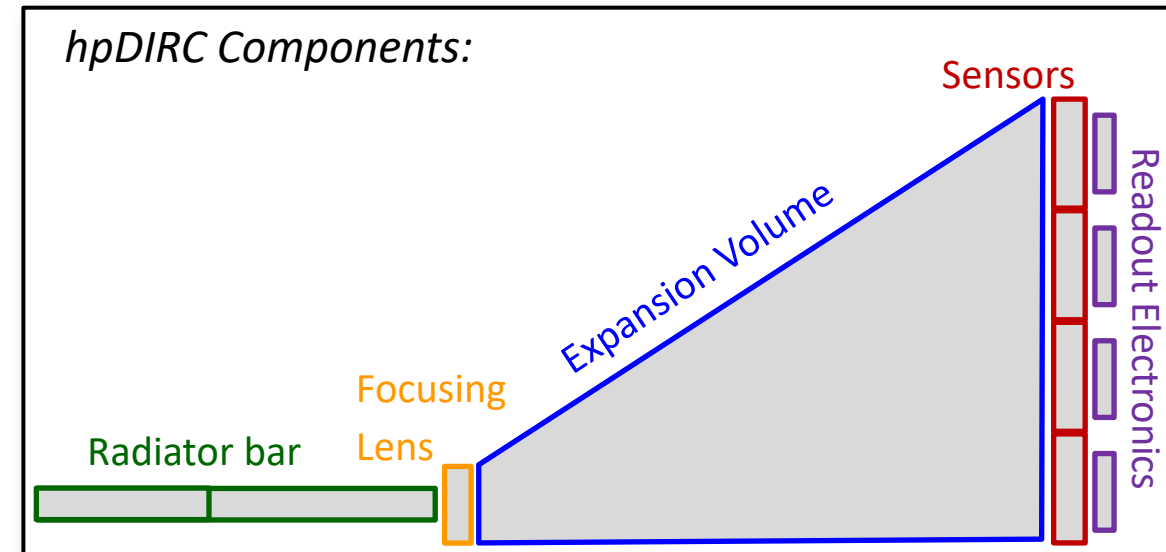 hpDIRC Components:
Sensors
Expansion Volume
Readout Electronics
Focusing
Lens
Radiator bar